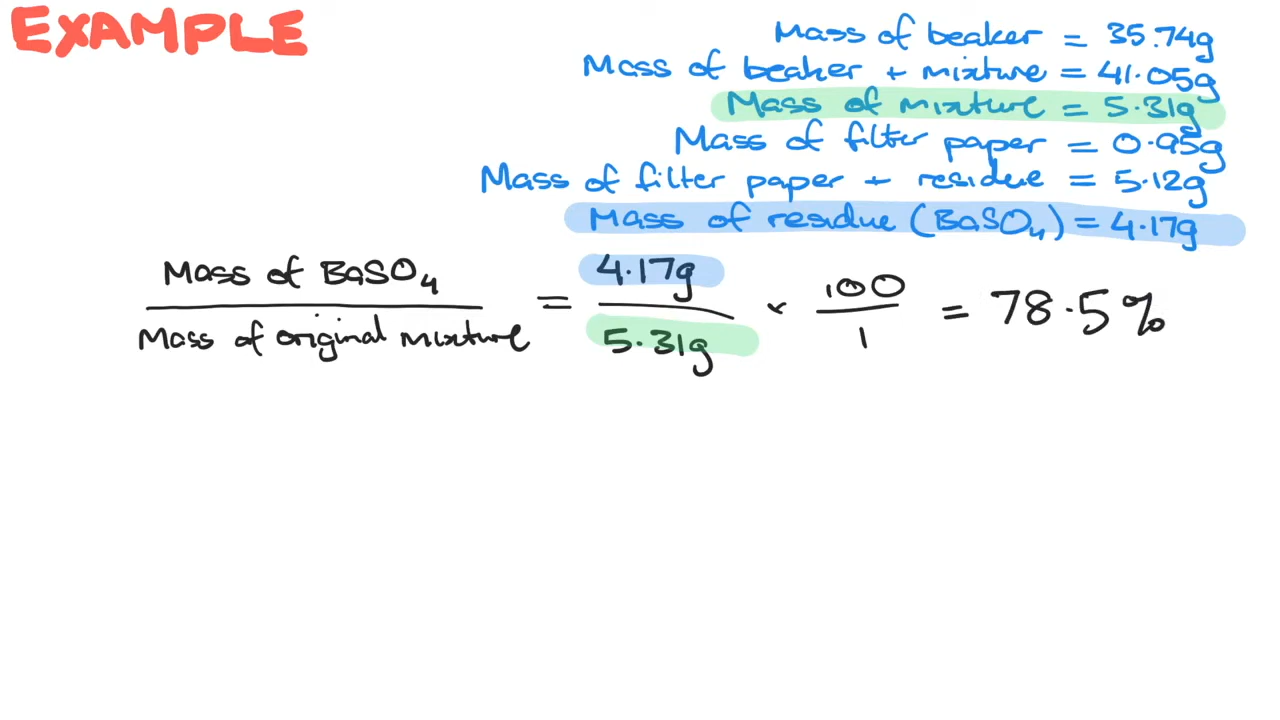 EXAMPLE
Mass of beaker = 35.74g
Mass of beaker + mixture = 41.05g
Mass of mixture = 5.31g
Mass of filter paper = 0.95g
Mass of filter paper + residue = 5.12g
Mass of residue (BaSO₄) = 4.17g
Mass of BaSO₄
Mass of original mixture
= 4.17g
5.31g
× 100
1
= 78.5%